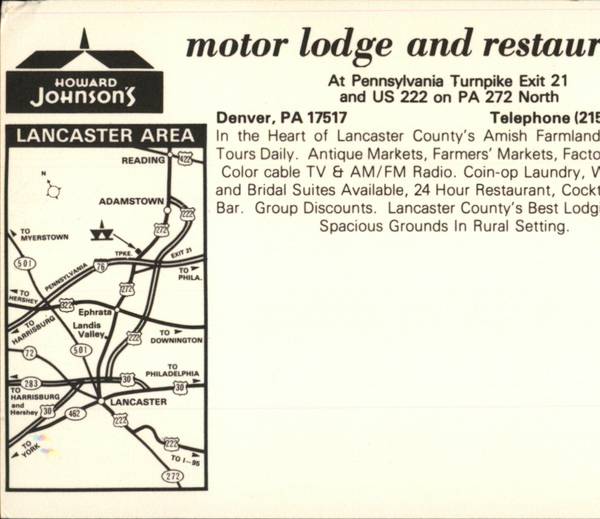 motor lodge and restaur
HOWARD
JOHNSON'S
At Pennsylvania Turnpike Exit 21
and US 222 on PA 272 North
Denver, PA 17517 Telephone (215
In the Heart of Lancaster County's Amish Farmland
Tours Daily. Antique Markets, Farmers' Markets, Facto
Color cable TV & AM/FM Radio. Coin-op Laundry, W
and Bridal Suites Available, 24 Hour Restaurant, Cockt
Bar. Group Discounts. Lancaster County's Best Lodgi
Spacious Grounds In Rural Setting.
LANCASTER AREA
READING
422
N
ADAMSTOWN
222
272
TO
MYERSTOWN
501
TPKE.
EXIT 21
PENNSYLVANIA
76
TO
PHILA.
TO
HERSHEY
272
322
Ephrata
TO
HARRISBURG
Landis
Valley
222
TO
DOWNINGTON
72
501
TO
PHILADELPHIA
283
30
30
TO
HARRISBURG
and
Hershey
30
462
LANCASTER
222
TO
YORK
222
TO I-95
272